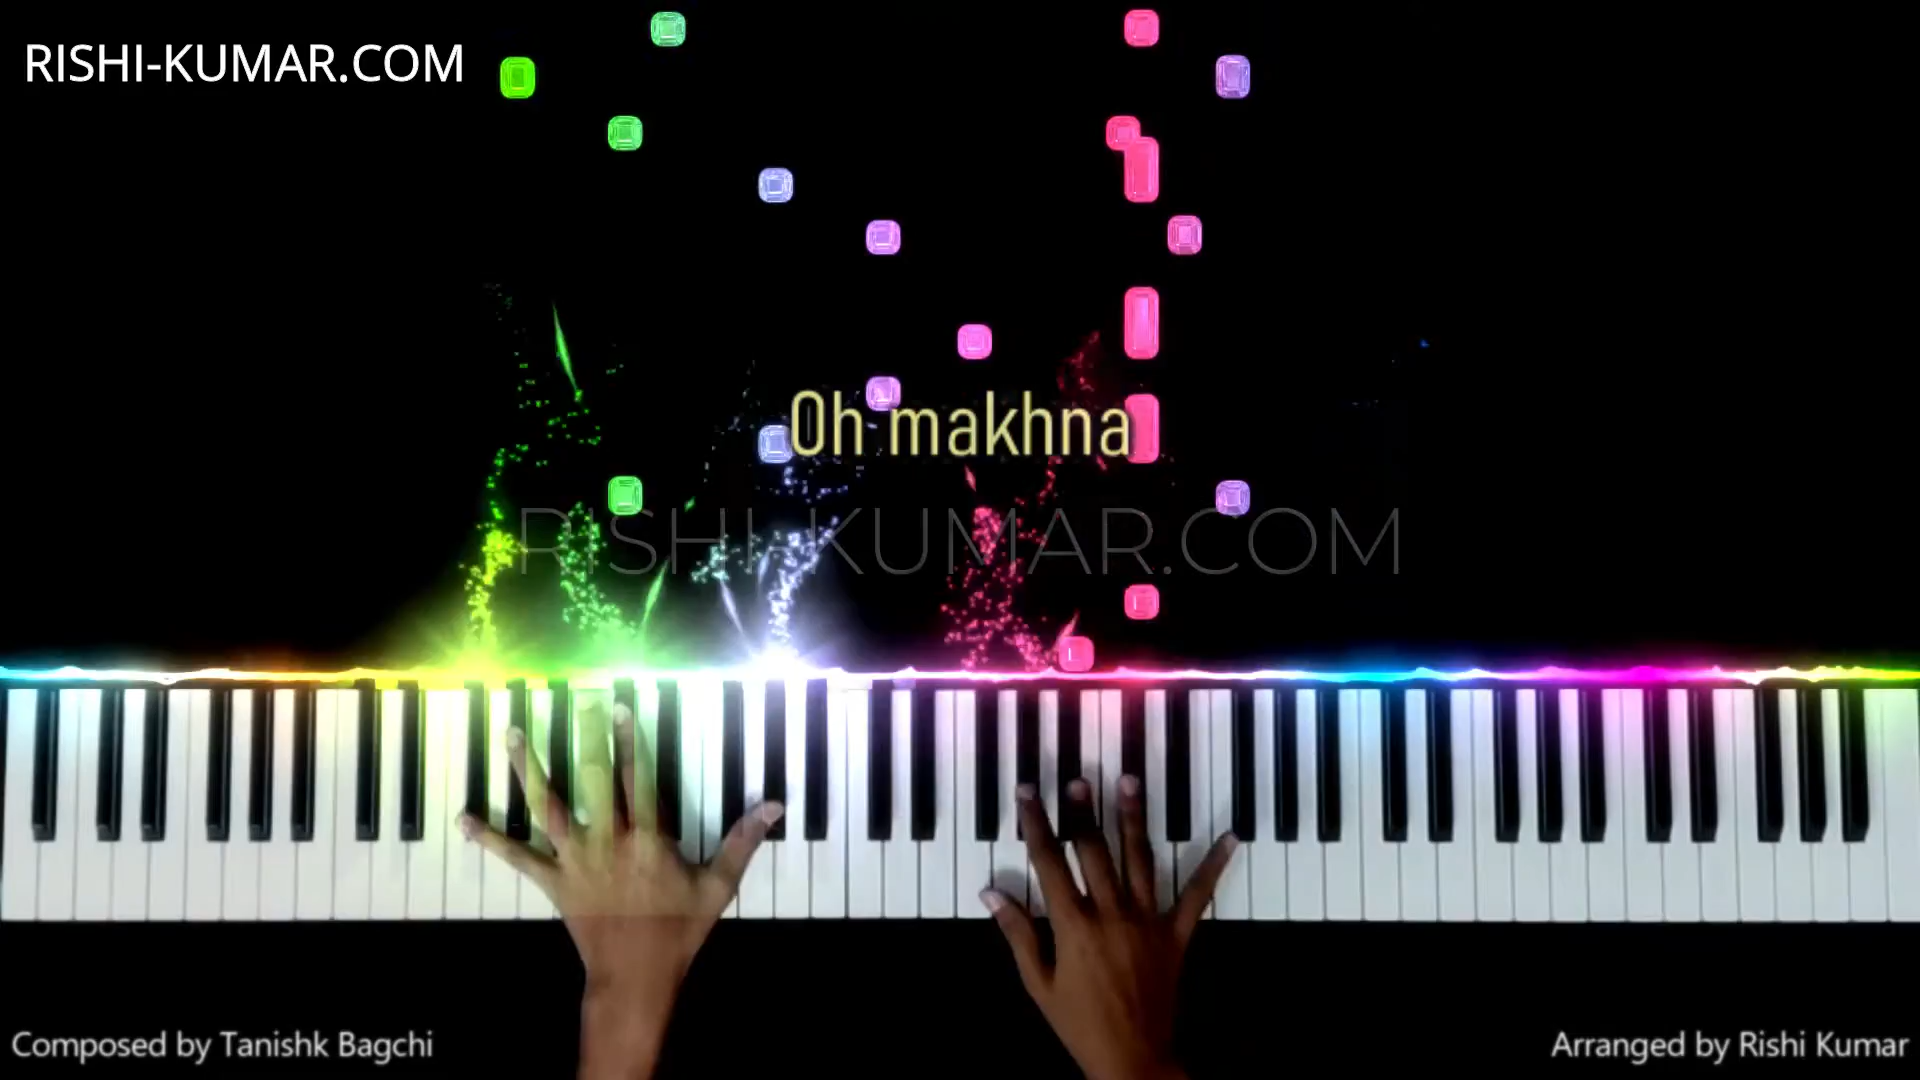 RISHI-KUMAR.COM
Oh makhna
RISHI-KUMAR.COM
Composed by Tanishk Bagchi
Arranged by Rishi Kumar